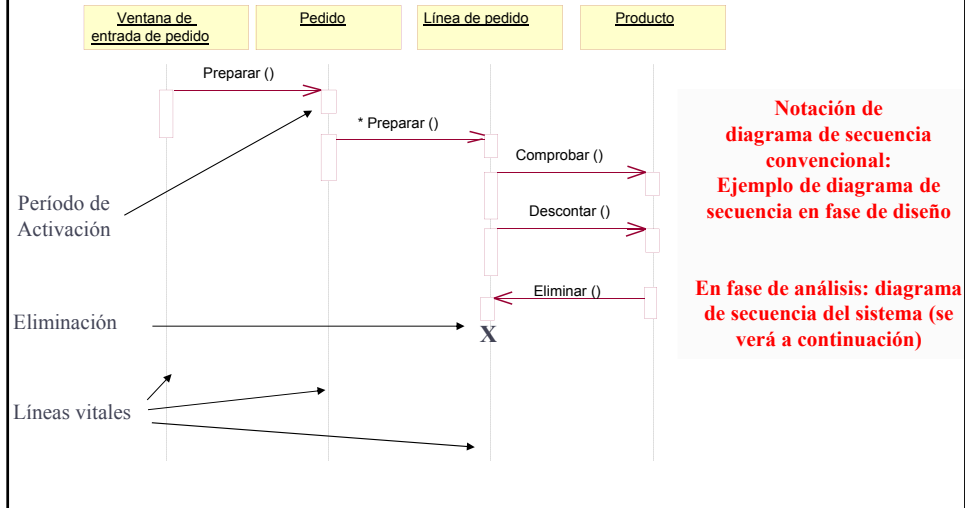 Ventana de
entrada de pedido
Pedido
Línea de pedido
Producto
Preparar ()
* Preparar ()
Comprobar ()
Descontar ()
Eliminar ()
X
Período de
Activación
Eliminación
Líneas vitales
Notación de
diagrama de secuencia
convencional:
Ejemplo de diagrama de
secuencia en fase de diseño
En fase de análisis: diagrama
de secuencia del sistema (se
verá a continuación)